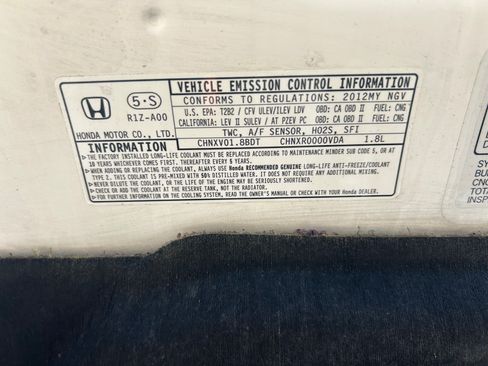 5·S
R1Z-A00
HONDA MOTOR CO., LTD.
VEHICLE EMISSION CONTROL INFORMATION
CONFORMS TO REGULATIONS: 2012MY NGV
U.S. EPA: T2B2 / CFV ULEV/ILEV LDV OBD: CA OBD II FUEL: CNG
CALIFORNIA: LEV II SULEV / AT PZEV PC OBD: CA OBD II FUEL: CNG
TWC, A/F SENSOR, HO2S, SFI
CHNXV01.8BDT CHNXR0000VDA 1.8L
INFORMATION
▶THE FACTORY INSTALLED LONG-LIFE COOLANT MUST BE REPLACED ACCORDING TO MAINTENANCE MINDER SUB CODE 5, OR AT
10 YEARS WHICHEVER COMES FIRST. THEREAFTER, EVERY 5 YEARS.
▶WHEN ADDING OR REPLACING THE COOLANT, ALWAYS USE Honda RECOMMENDED GENUINE LONG-LIFE ANTI-FREEZE/COOLANT
TYPE 2. THIS COOLANT IS PRE-MIXED WITH 50% DISTILLED WATER. IT DOES NOT REQUIRE ANY ADDITIONAL MIXING.
▶NEVER DILUTE, OR THE LIFE OF THE ENGINE MAY BE SERIOUSLY SHORTENED.
▶CHECK OR ADD THE COOLANT AT THE RESERVE TANK, NOT THE RADIATOR.
▶FOR FURTHER INFORMATION ON THE COOLING SYSTEM, READ THE OWNER'S MANUAL OR CHECK WITH YOUR Honda DEALER.